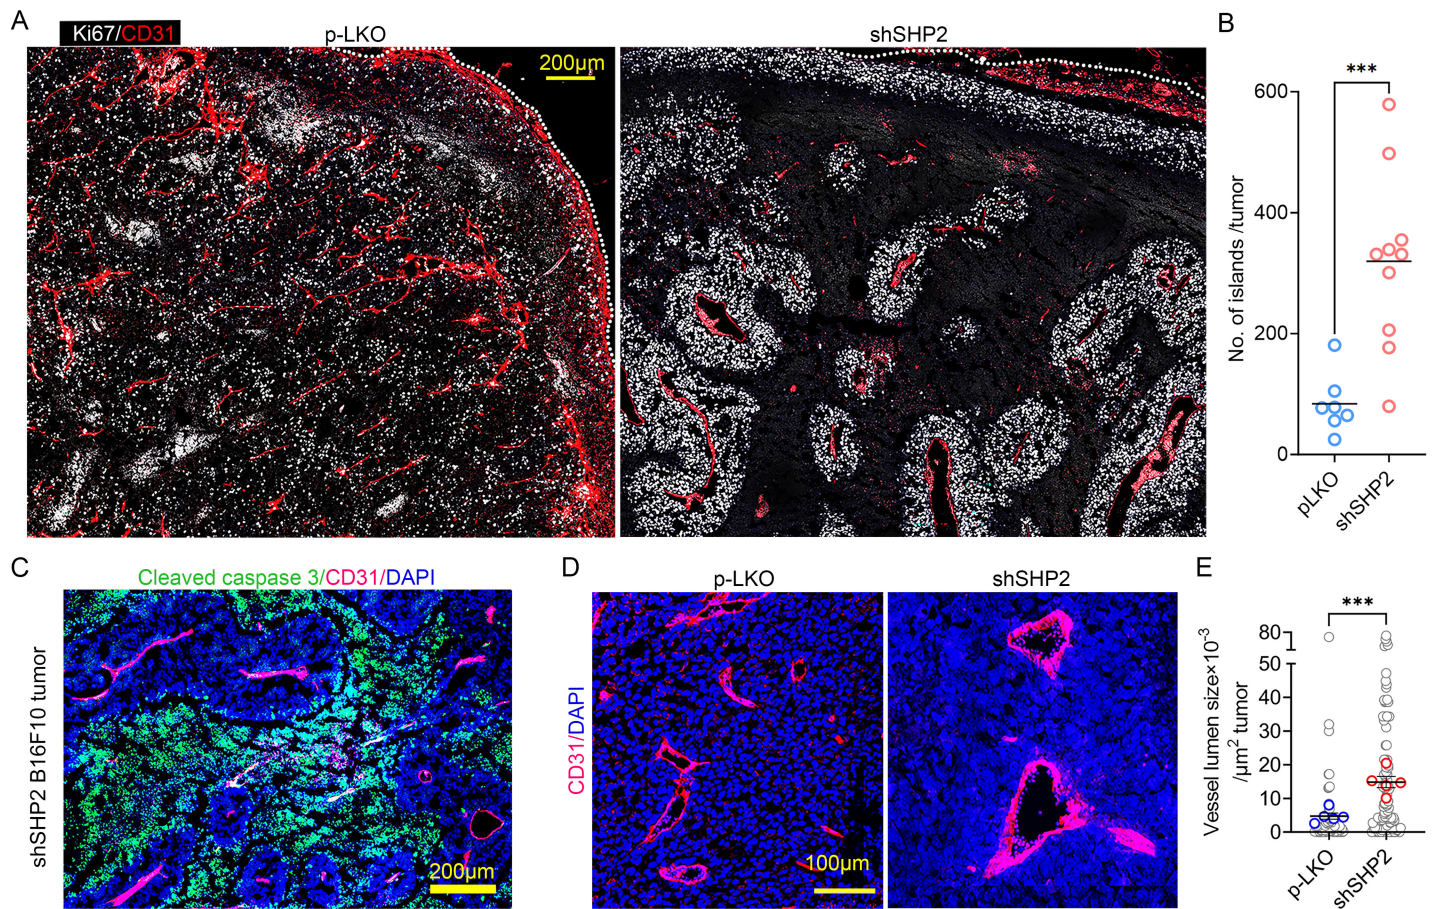 A
Ki67/CD31
p-LKO
200µm
shSHP2
B
***
No. of islands /tumor
600
400
200
0
pLKO
shSHP2
C
Cleaved caspase 3/CD31/DAPI
shSHP2 B16F10 tumor
200µm
D
p-LKO
shSHP2
CD31/DAPI
100µm
E
***
Vessel lumen size×10⁻³
/µm² tumor
80
50
40
30
20
10
0
p-LKO
shSHP2